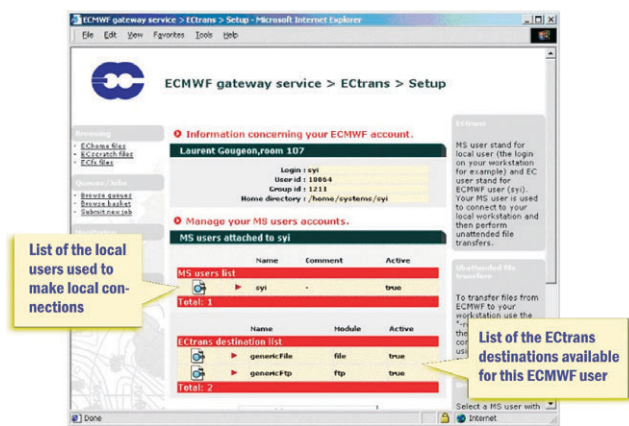 ECMWF gateway service > ECtrans > Setup - Microsoft Internet Explorer
File Edit View Favorites Tools Help
ECMWF gateway service > ECtrans > Setup
Browsing
- EChome files
- ECscratch files
- ECfs files
Queues/Jobs
- Browse queues
- Browse basket
- Submit new job
Information concerning your ECMWF account.
Laurent Gougeon,room 107
Login : syi
User id : 10064
Group id : 1211
Home directory : /home/systems/syi
Manage your MS users accounts.
MS users attached to syi
Name Comment Active
MS users list
syi - true
Total: 1
Name Module Active
ECtrans destination list
genericFile file true
genericFtp ftp true
Total: 2
ECtrans
MS user stand for
local user (the login
on your workstation
for example) and EC
user stand for
ECMWF user (syi).
Your MS user is used
to connect to your
local workstation and
then perform
unattended file
transfers.
Unattended file
transfers
To transfer files from
ECMWF to your
workstation use the
Select a MS user with
List of the local
users used to
make local con-
nections
List of the ECtrans
destinations available
for this ECMWF user
Done
Internet